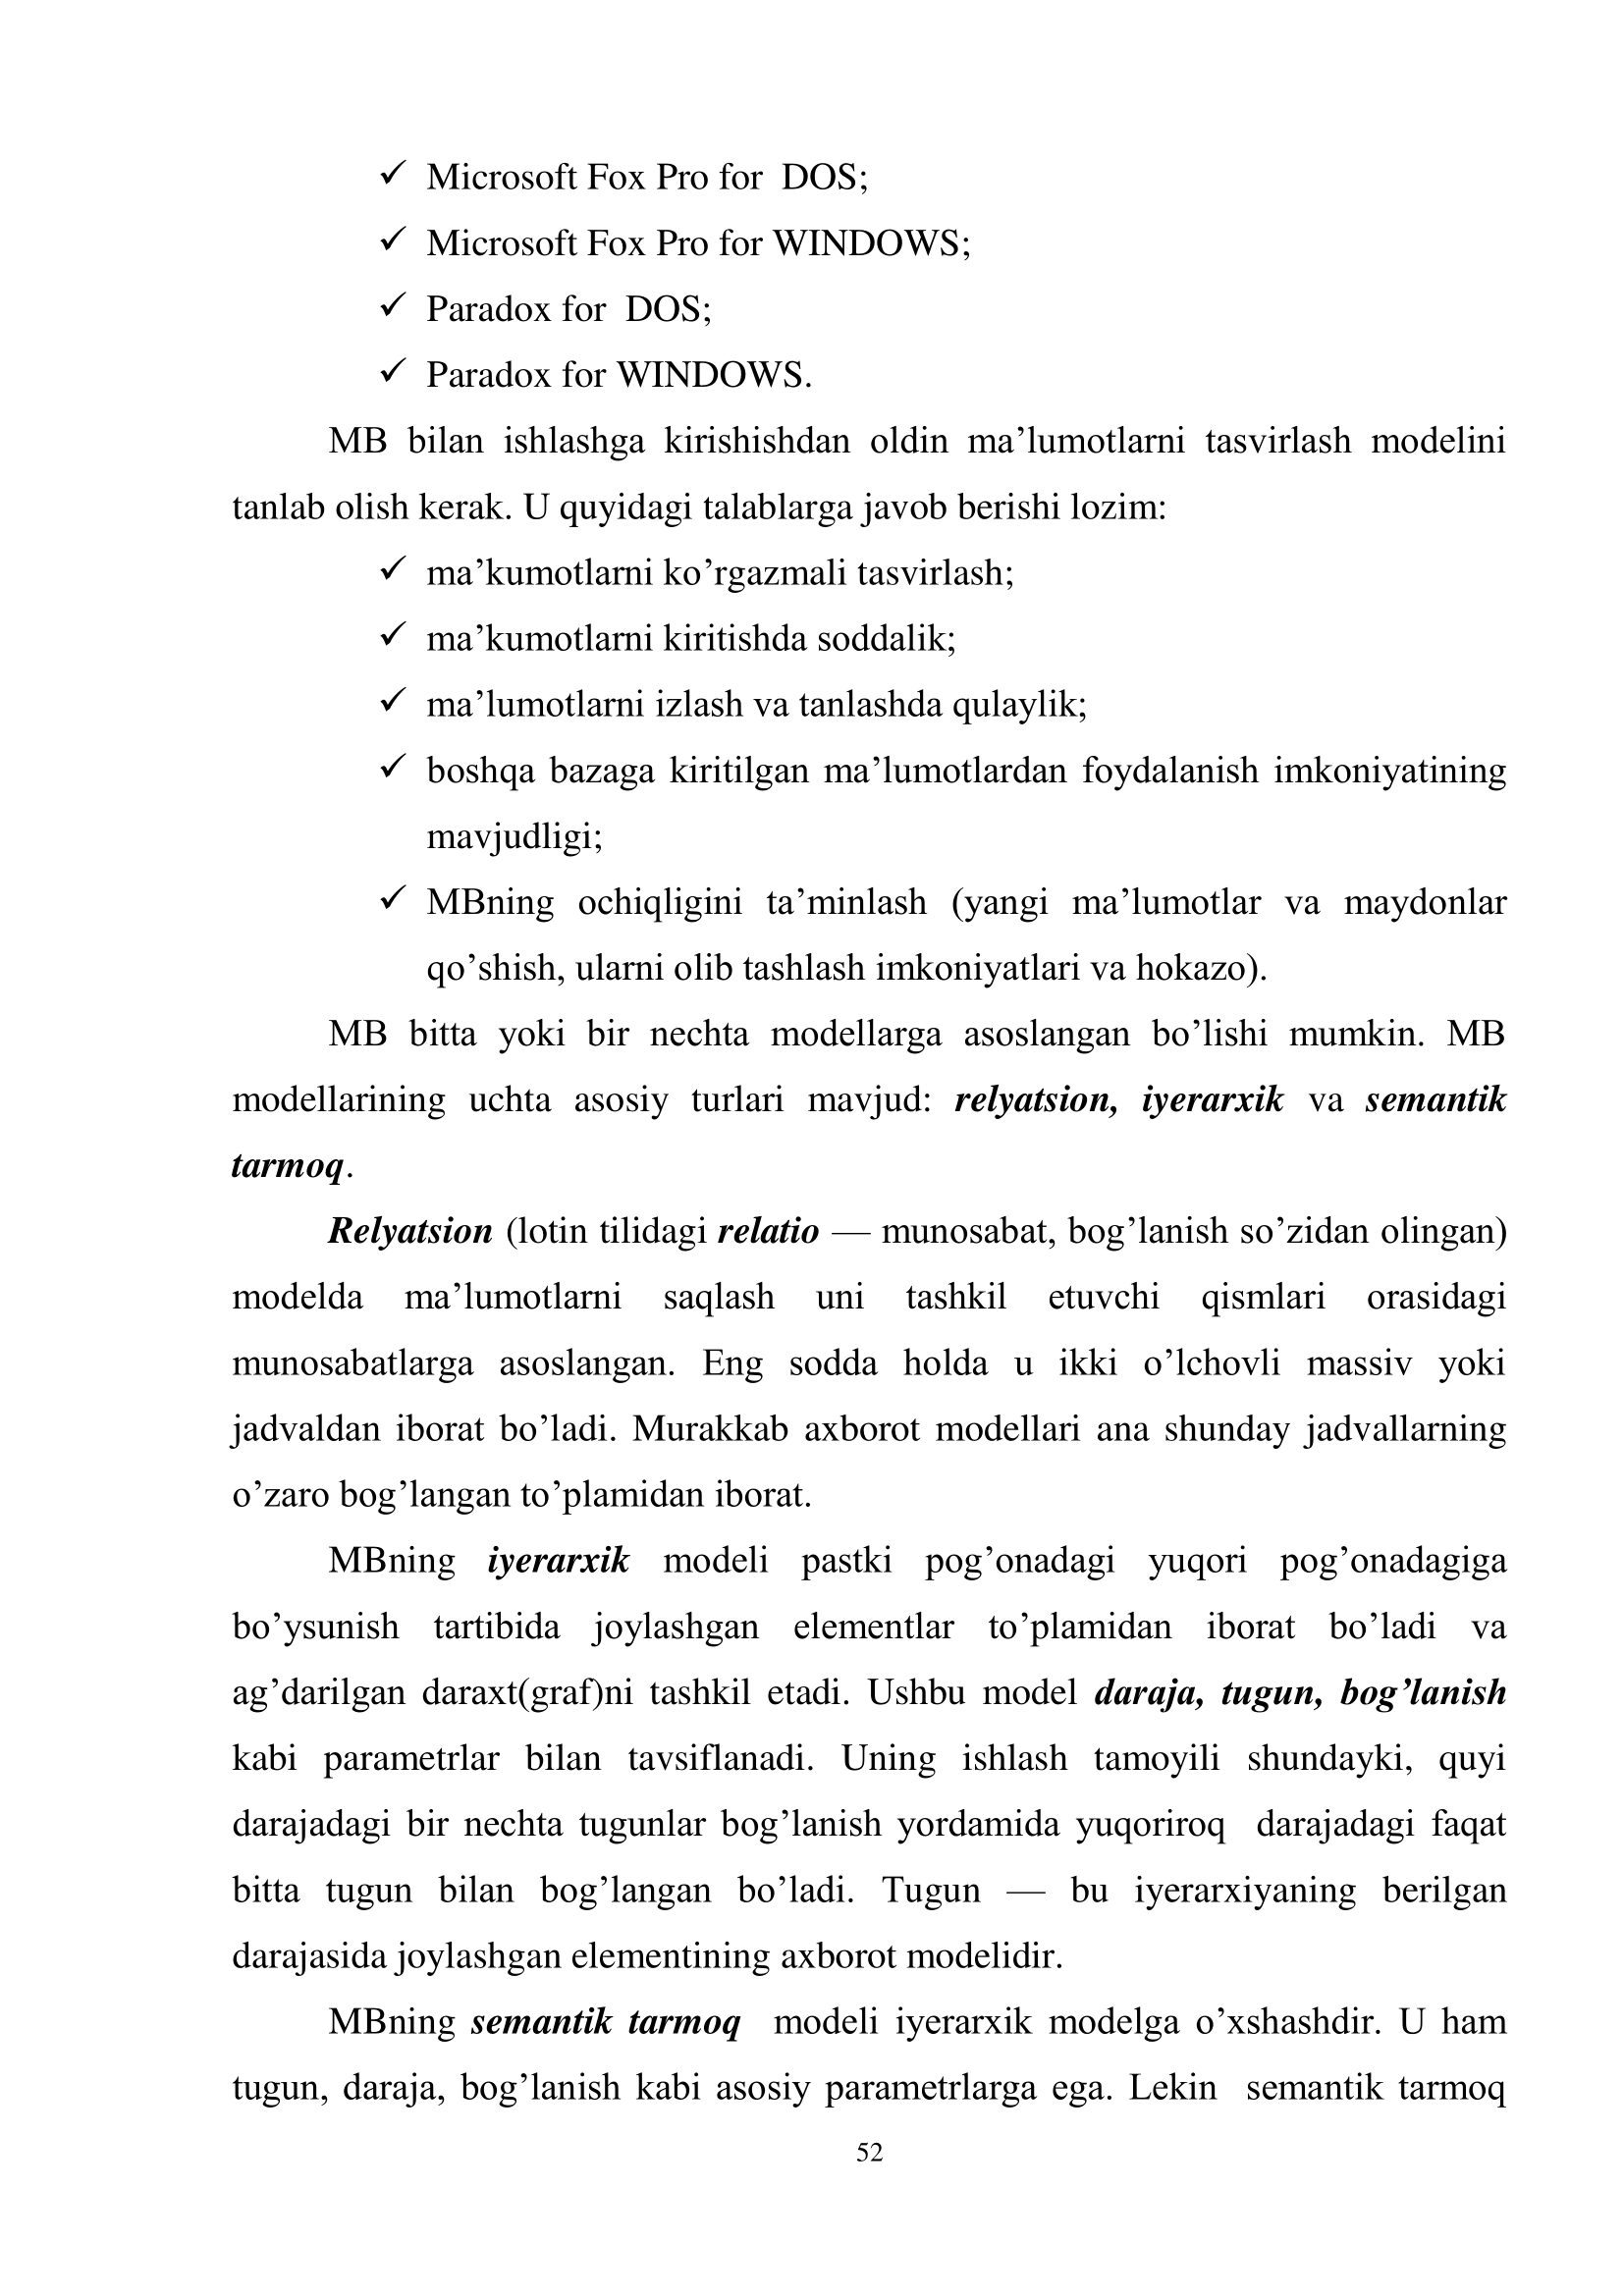 ✓ Microsoft Fox Pro for  DOS;
✓ Microsoft Fox Pro for WINDOWS;
✓ Paradox for  DOS;
✓ Paradox for WINDOWS.
MB bilan ishlashga kirishishdan oldin ma’lumotlarni tasvirlash modelini
tanlab olish kerak. U quyidagi talablarga javob berishi lozim:
✓ ma’kumotlarni ko’rgazmali tasvirlash;
✓ ma’kumotlarni kiritishda soddalik;
✓ ma’lumotlarni izlash va tanlashda qulaylik;
✓ boshqa bazaga kiritilgan ma’lumotlardan foydalanish imkoniyatining
mavjudligi;
✓ MBning ochiqligini ta’minlash (yangi ma’lumotlar va maydonlar
qo’shish, ularni olib tashlash imkoniyatlari va hokazo).
MB bitta yoki bir nechta modellarga asoslangan bo’lishi mumkin. MB
modellarining uchta asosiy turlari mavjud: relyatsion, iyerarxik va semantik
tarmoq.
Relyatsion (lotin tilidagi relatio — munosabat, bog’lanish so’zidan olingan)
modelda ma’lumotlarni saqlash uni tashkil etuvchi qismlari orasidagi
munosabatlarga asoslangan. Eng sodda holda u ikki o’lchovli massiv yoki
jadvaldan iborat bo’ladi. Murakkab axborot modellari ana shunday jadvallarning
o’zaro bog’langan to’plamidan iborat.
MBning iyerarxik modeli pastki pog’onadagi yuqori pog’onadagiga
bo’ysunish tartibida joylashgan elementlar to’plamidan iborat bo’ladi va
ag’darilgan daraxt(graf)ni tashkil etadi. Ushbu model daraja, tugun, bog’lanish
kabi parametrlar bilan tavsiflanadi. Uning ishlash tamoyili shundayki, quyi
darajadagi bir nechta tugunlar bog’lanish yordamida yuqoriroq  darajadagi faqat
bitta tugun bilan bog’langan bo’ladi. Tugun — bu iyerarxiyaning berilgan
darajasida joylashgan elementining axborot modelidir.
MBning semantik tarmoq  modeli iyerarxik modelga o’xshashdir. U ham
tugun, daraja, bog’lanish kabi asosiy parametrlarga ega. Lekin  semantik tarmoq
52